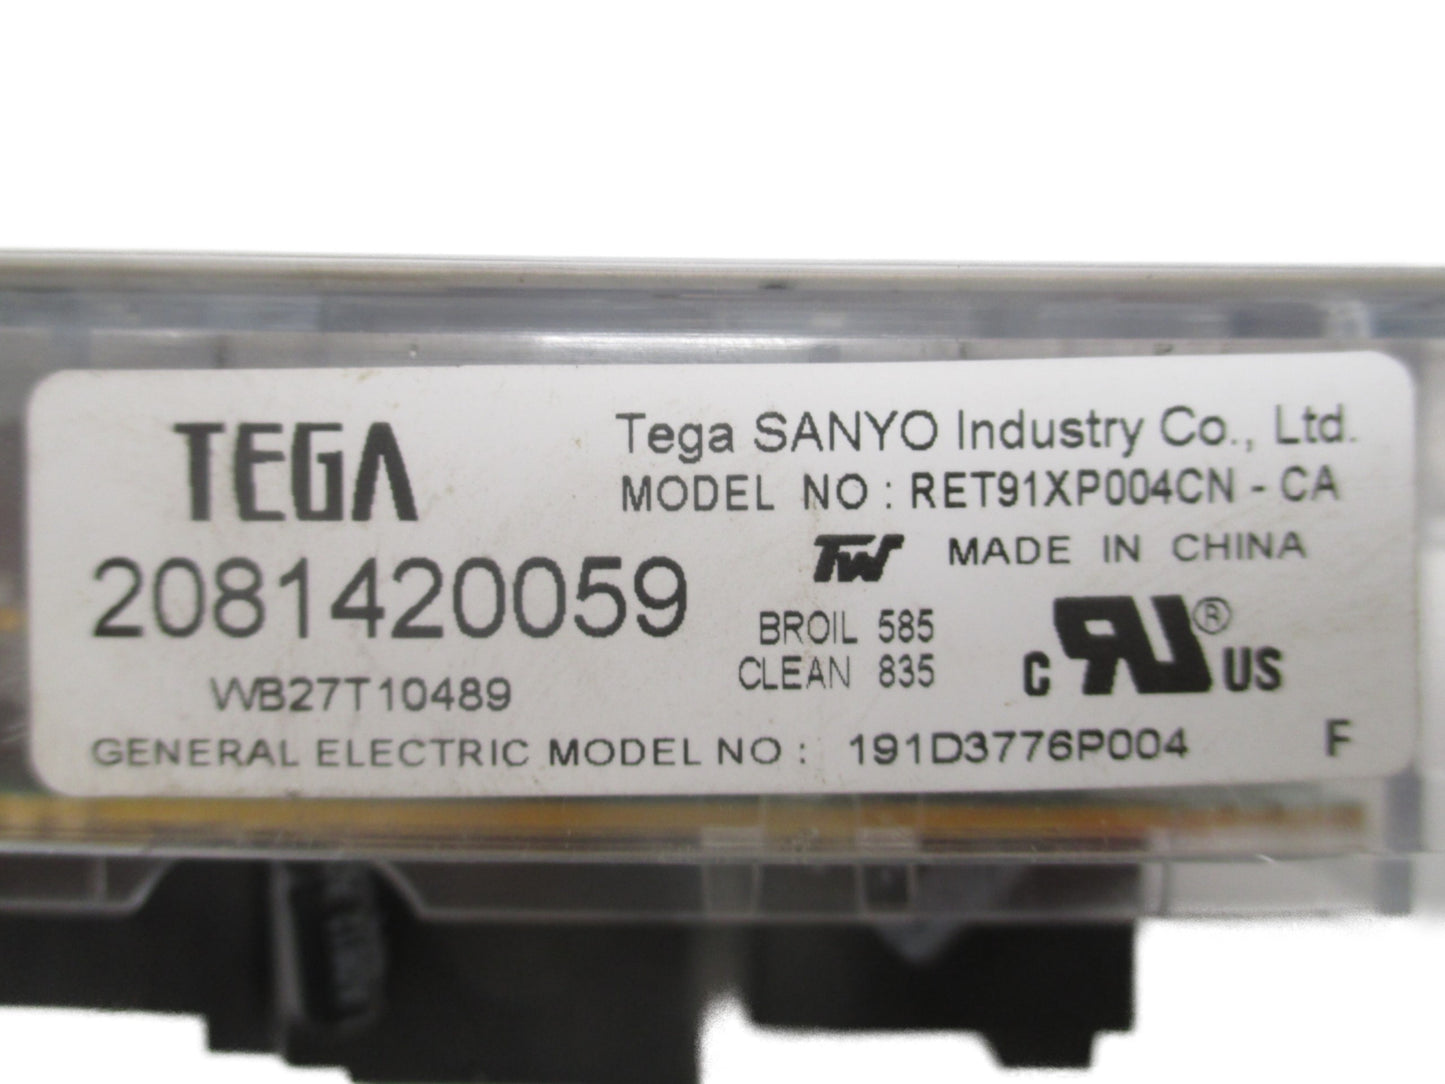 TEGA
Tega SANYO Industry Co., Ltd.
MODEL NO : RET91XP004CN - CA
TW MADE IN CHINA
2081420059
BROIL 585
CLEAN 835
C RU ® US
WB27T10489
GENERAL ELECTRIC MODEL NO : 191D3776P004 F